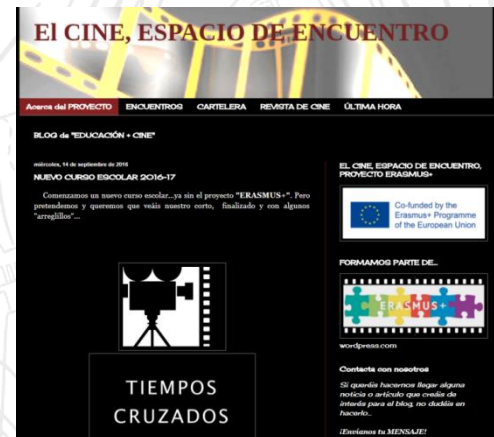 El CINE, ESPACIO DE ENCUENTRO
Acerca del PROYECTO ENCUENTROS CARTELERA REVISTA DE CINE ÚLTIMA HORA
BLOG de "EDUCACIÓN + CINE"
miércoles, 14 de septiembre de 2016
NUEVO CURSO ESCOLAR 2016-17
Comenzamos un nuevo curso escolar...ya sin el proyecto "ERASMUS+". Pero
pretendemos y queremos que veáis nuestro corto, finalizado y con algunos
"arreglillos"...
TIEMPOS
CRUZADOS
EL CINE, ESPACIO DE ENCUENTRO,
PROYECTO ERASMUS+
Co-funded by the
Erasmus+ Programme
of the European Union
FORMAMOS PARTE DE...
ERASMUS+
wordpress.com
Contacta con nosotros
Si queréis hacernos llegar alguna
noticia o artículo que creáis de
interés para el blog, no dudéis en
hacerlo...
¡Envíanos tu MENSAJE!